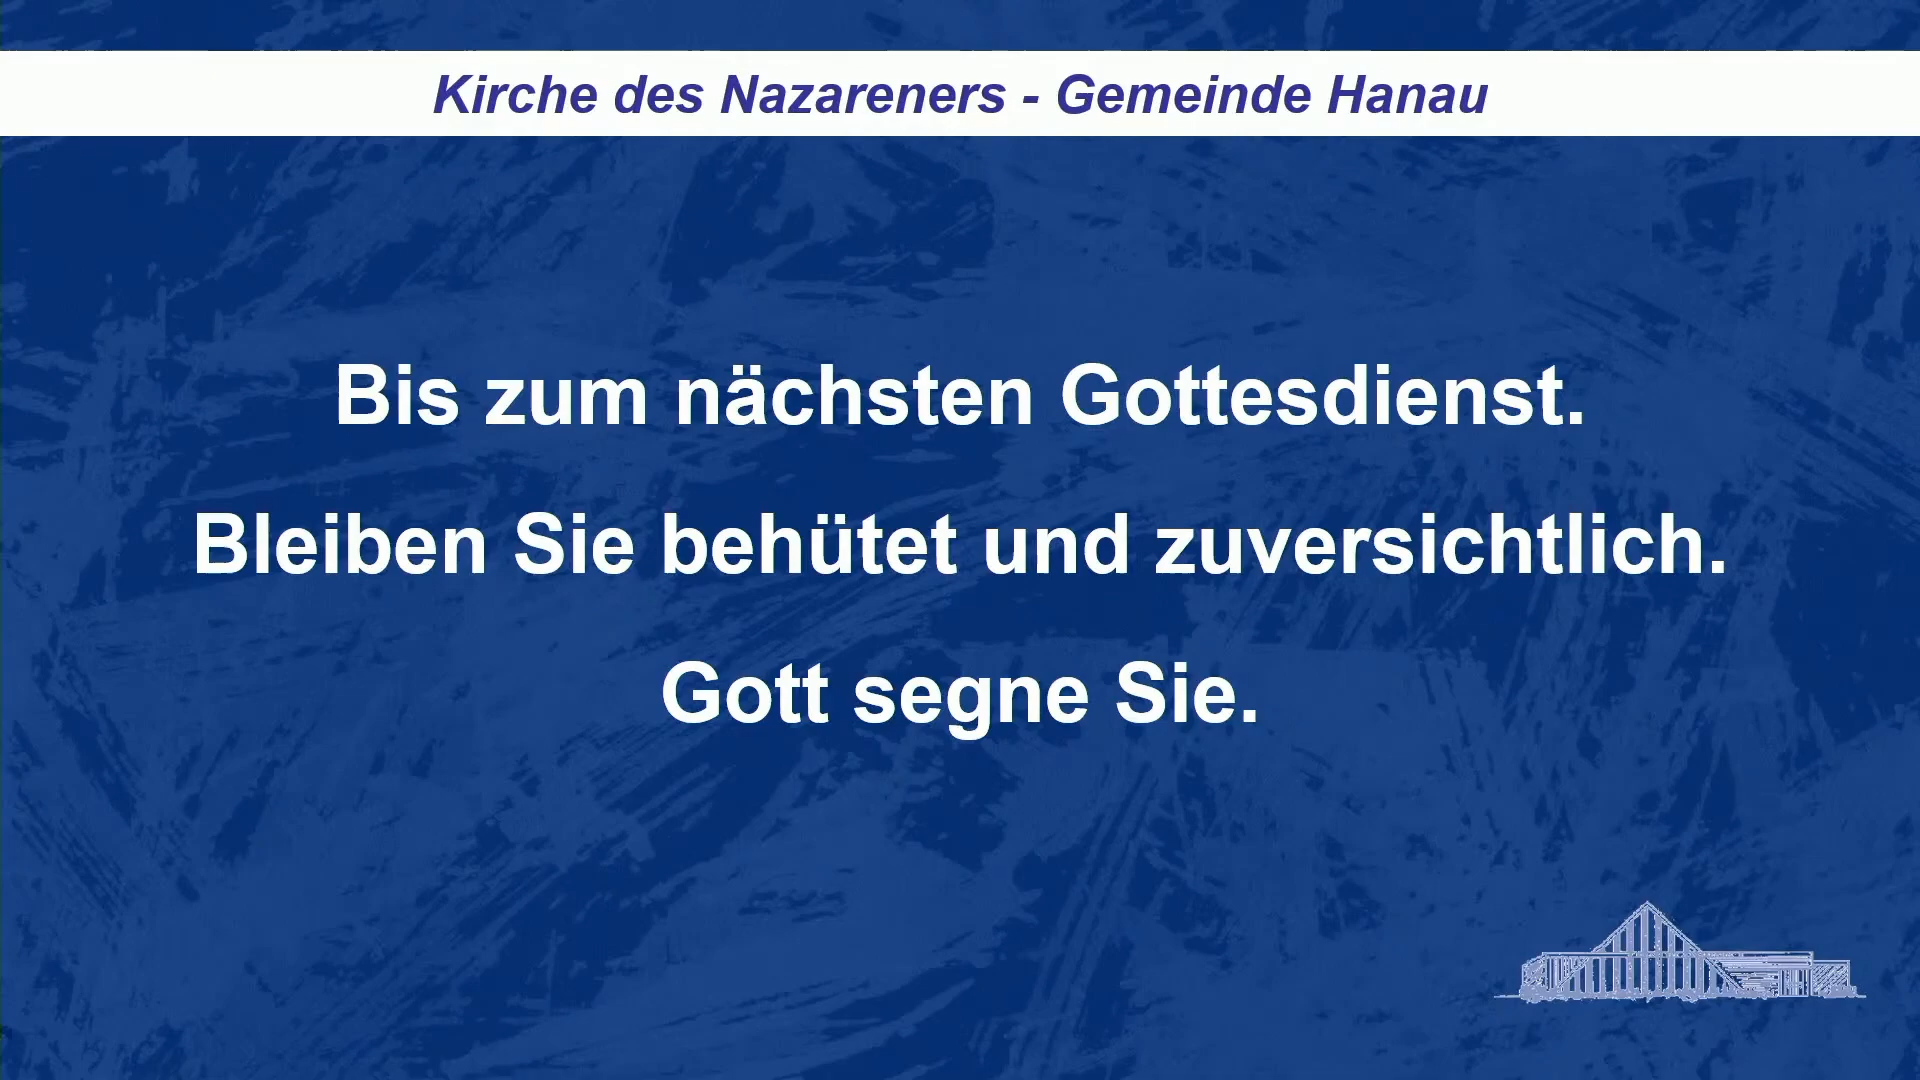 Kirche des Nazareners - Gemeinde Hanau
Bis zum nächsten Gottesdienst.
Bleiben Sie behütet und zuversichtlich.
Gott segne Sie.